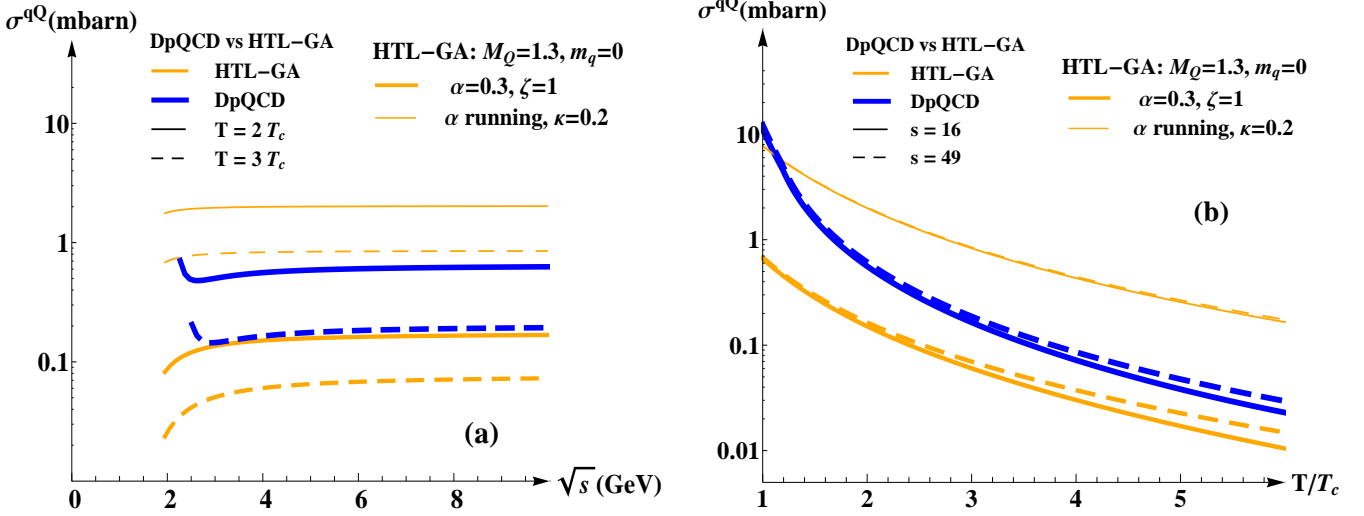 σ^qQ(mbarn)
DpQCD vs HTL−GA
HTL−GA
DpQCD
T = 2 T_c
T = 3 T_c
HTL−GA: M_Q=1.3, m_q=0
α=0.3, ζ=1
α running, κ=0.2
10
1
0.1
(a)
0 2 4 6 8
√s (GeV)
σ^qQ(mbarn)
DpQCD vs HTL−GA
HTL−GA
DpQCD
s = 16
s = 49
HTL−GA: M_Q=1.3, m_q=0
α=0.3, ζ=1
α running, κ=0.2
10
1
0.1
0.01
(b)
1 2 3 4 5
T/T_c